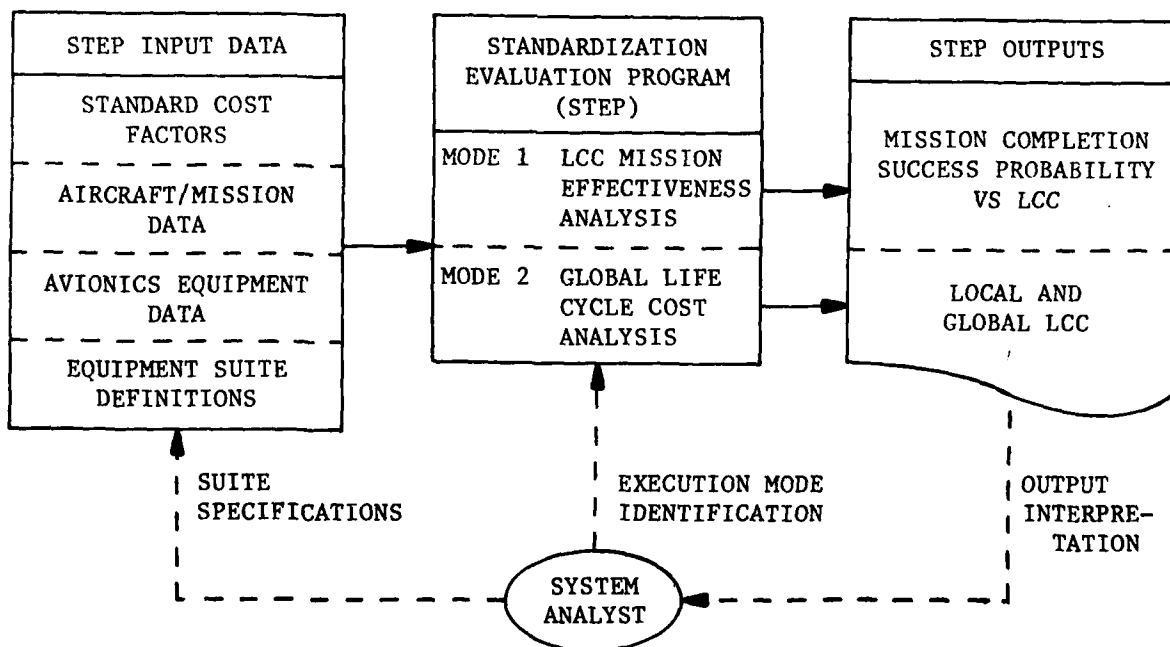 STEP INPUT DATA
STANDARD COST
FACTORS
AIRCRAFT/MISSION
DATA
AVIONICS EQUIPMENT
DATA
EQUIPMENT SUITE
DEFINITIONS
STANDARDIZATION
EVALUATION PROGRAM
(STEP)
MODE 1 LCC MISSION
EFFECTIVENESS
ANALYSIS
MODE 2 GLOBAL LIFE
CYCLE COST
ANALYSIS
STEP OUTPUTS
MISSION COMPLETION
SUCCESS PROBABILITY
VS LCC
LOCAL AND
GLOBAL LCC
SUITE
SPECIFICATIONS
EXECUTION MODE
IDENTIFICATION
OUTPUT
INTERPRE-
TATION
SYSTEM
ANALYST